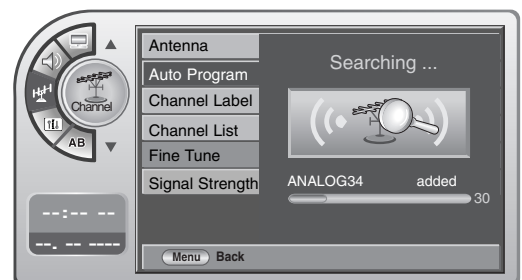 Channel
AB
--:-- --
--. -- ----
Antenna
Auto Program
Channel Label
Channel List
Fine Tune
Signal Strength
Searching ...
ANALOG34 added
30
Menu Back